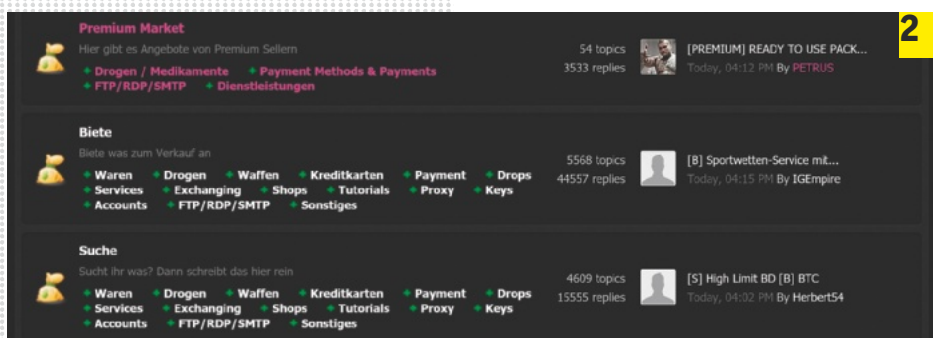 2
Premium Market
Hier gibt es Angebote von Premium Sellern
Drogen / Medikamente Payment Methods & Payments
FTP/RDP/SMTP Dienstleistungen
54 topics
3533 replies
[PREMIUM] READY TO USE PACK...
Today, 04:12 PM By PETRUS
Biete
Biete was zum Verkauf an
Waren Drogen Waffen Kreditkarten Payment Drops
Services Exchanging Shops Tutorials Proxy Keys
Accounts FTP/RDP/SMTP Sonstiges
5568 topics
44557 replies
[B] Sportwetten-Service mit...
Today, 04:15 PM By IGEmpire
Suche
Sucht ihr was? Dann schreibt das hier rein
Waren Drogen Waffen Kreditkarten Payment Drops
Services Exchanging Shops Tutorials Proxy Keys
Accounts FTP/RDP/SMTP Sonstiges
4609 topics
15555 replies
[S] High Limit BD [B] BTC
Today, 04:02 PM By Herbert54